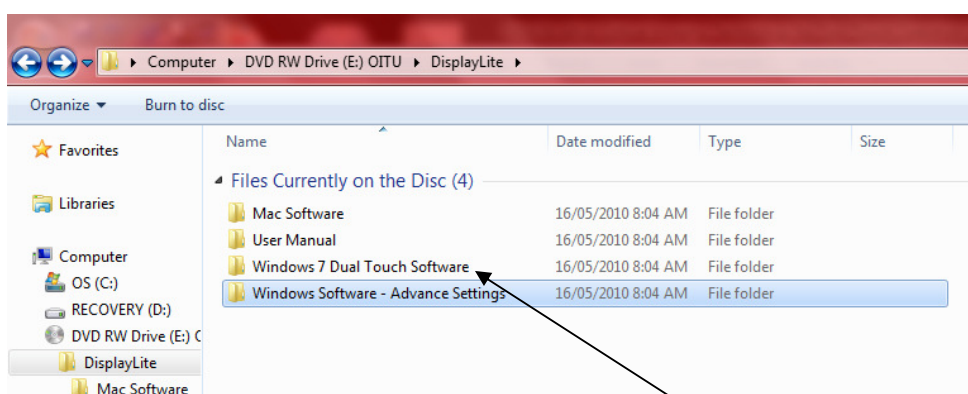 Computer ▸ DVD RW Drive (E:) OITU ▸ DisplayLite ▸
Organize ▾ Burn to disc
Name Date modified Type Size
Favorites
Files Currently on the Disc (4)
Libraries
Mac Software 16/05/2010 8:04 AM File folder
User Manual 16/05/2010 8:04 AM File folder
Computer
Windows 7 Dual Touch Software 16/05/2010 8:04 AM File folder
OS (C:)
Windows Software - Advance Settings 16/05/2010 8:04 AM File folder
RECOVERY (D:)
DVD RW Drive (E:) O
DisplayLite
Mac Software